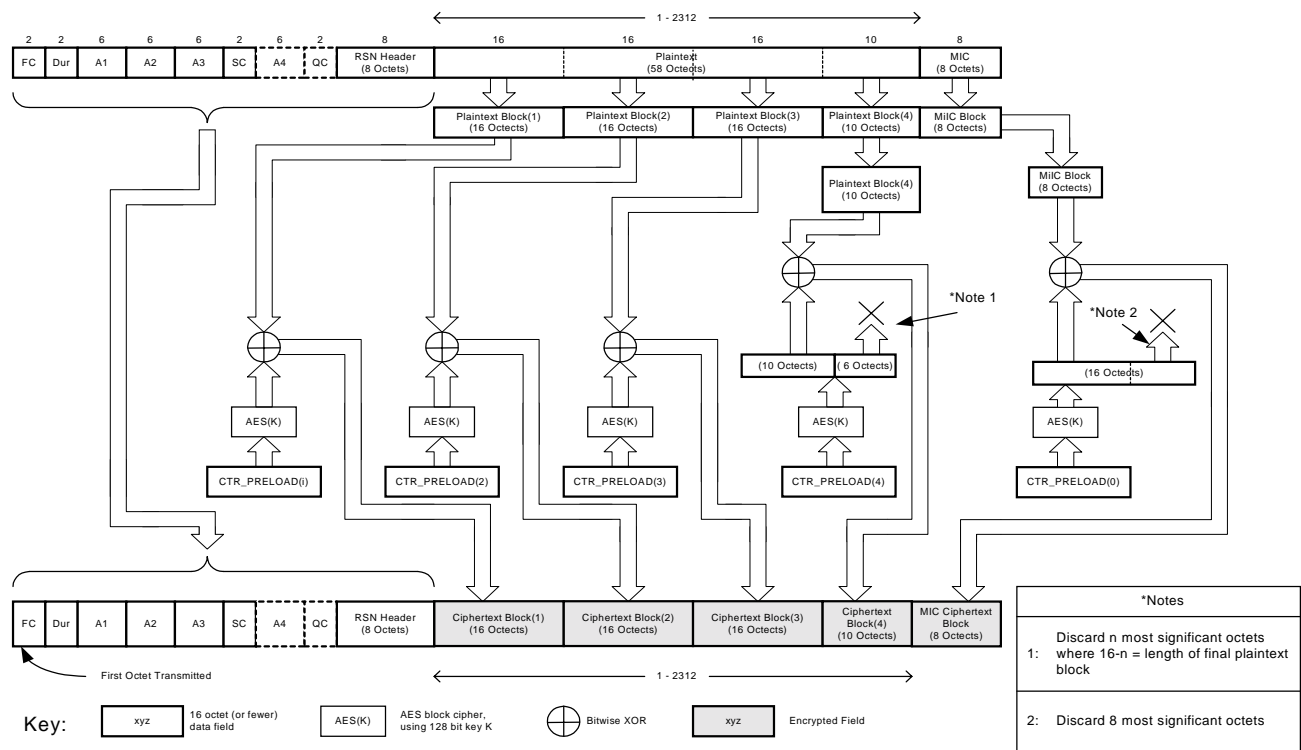 1 - 2312
2 2 6 6 6 2 6 2 8 16 16 16 10 8
FC Dur A1 A2 A3 SC A4 QC RSN Header (8 Octets) Plaintext (58 Octects) MIC (8 Octets)
Plaintext Block(1)
(16 Octects)
Plaintext Block(2)
(16 Octects)
Plaintext Block(3)
(16 Octects)
Plaintext Block(4)
(10 Octects)
MilC Block
(8 Octects)
Plaintext Block(4)
(10 Octects)
MilC Block
(8 Octects)
*Note 1
*Note 2
(10 Octects)
( 6 Octects)
(16 Octedts)
AES(K) AES(K) AES(K) AES(K) AES(K)
CTR_PRELOAD(i) CTR_PRELOAD(2) CTR_PRELOAD(3) CTR_PRELOAD(4) CTR_PRELOAD(0)
FC Dur A1 A2 A3 SC A4 QC RSN Header (8 Octets)
Ciphertext Block(1)
(16 Octects)
Ciphertext Block(2)
(16 Octects)
Ciphertext Block(3)
(16 Octects)
Ciphertext
Block(4)
(10 Octects)
MIC Ciphertext
Block
(8 Octects)
First Octet Transmitted
1 - 2312
*Notes
1: Discard n most significant octets
where 16-n = length of final plaintext
block
2: Discard 8 most significant octets
Key:
xyz
16 octet (or fewer)
data field
AES(K)
AES block cipher,
using 128 bit key K
Bitwise XOR
xyz
Encrypted Field